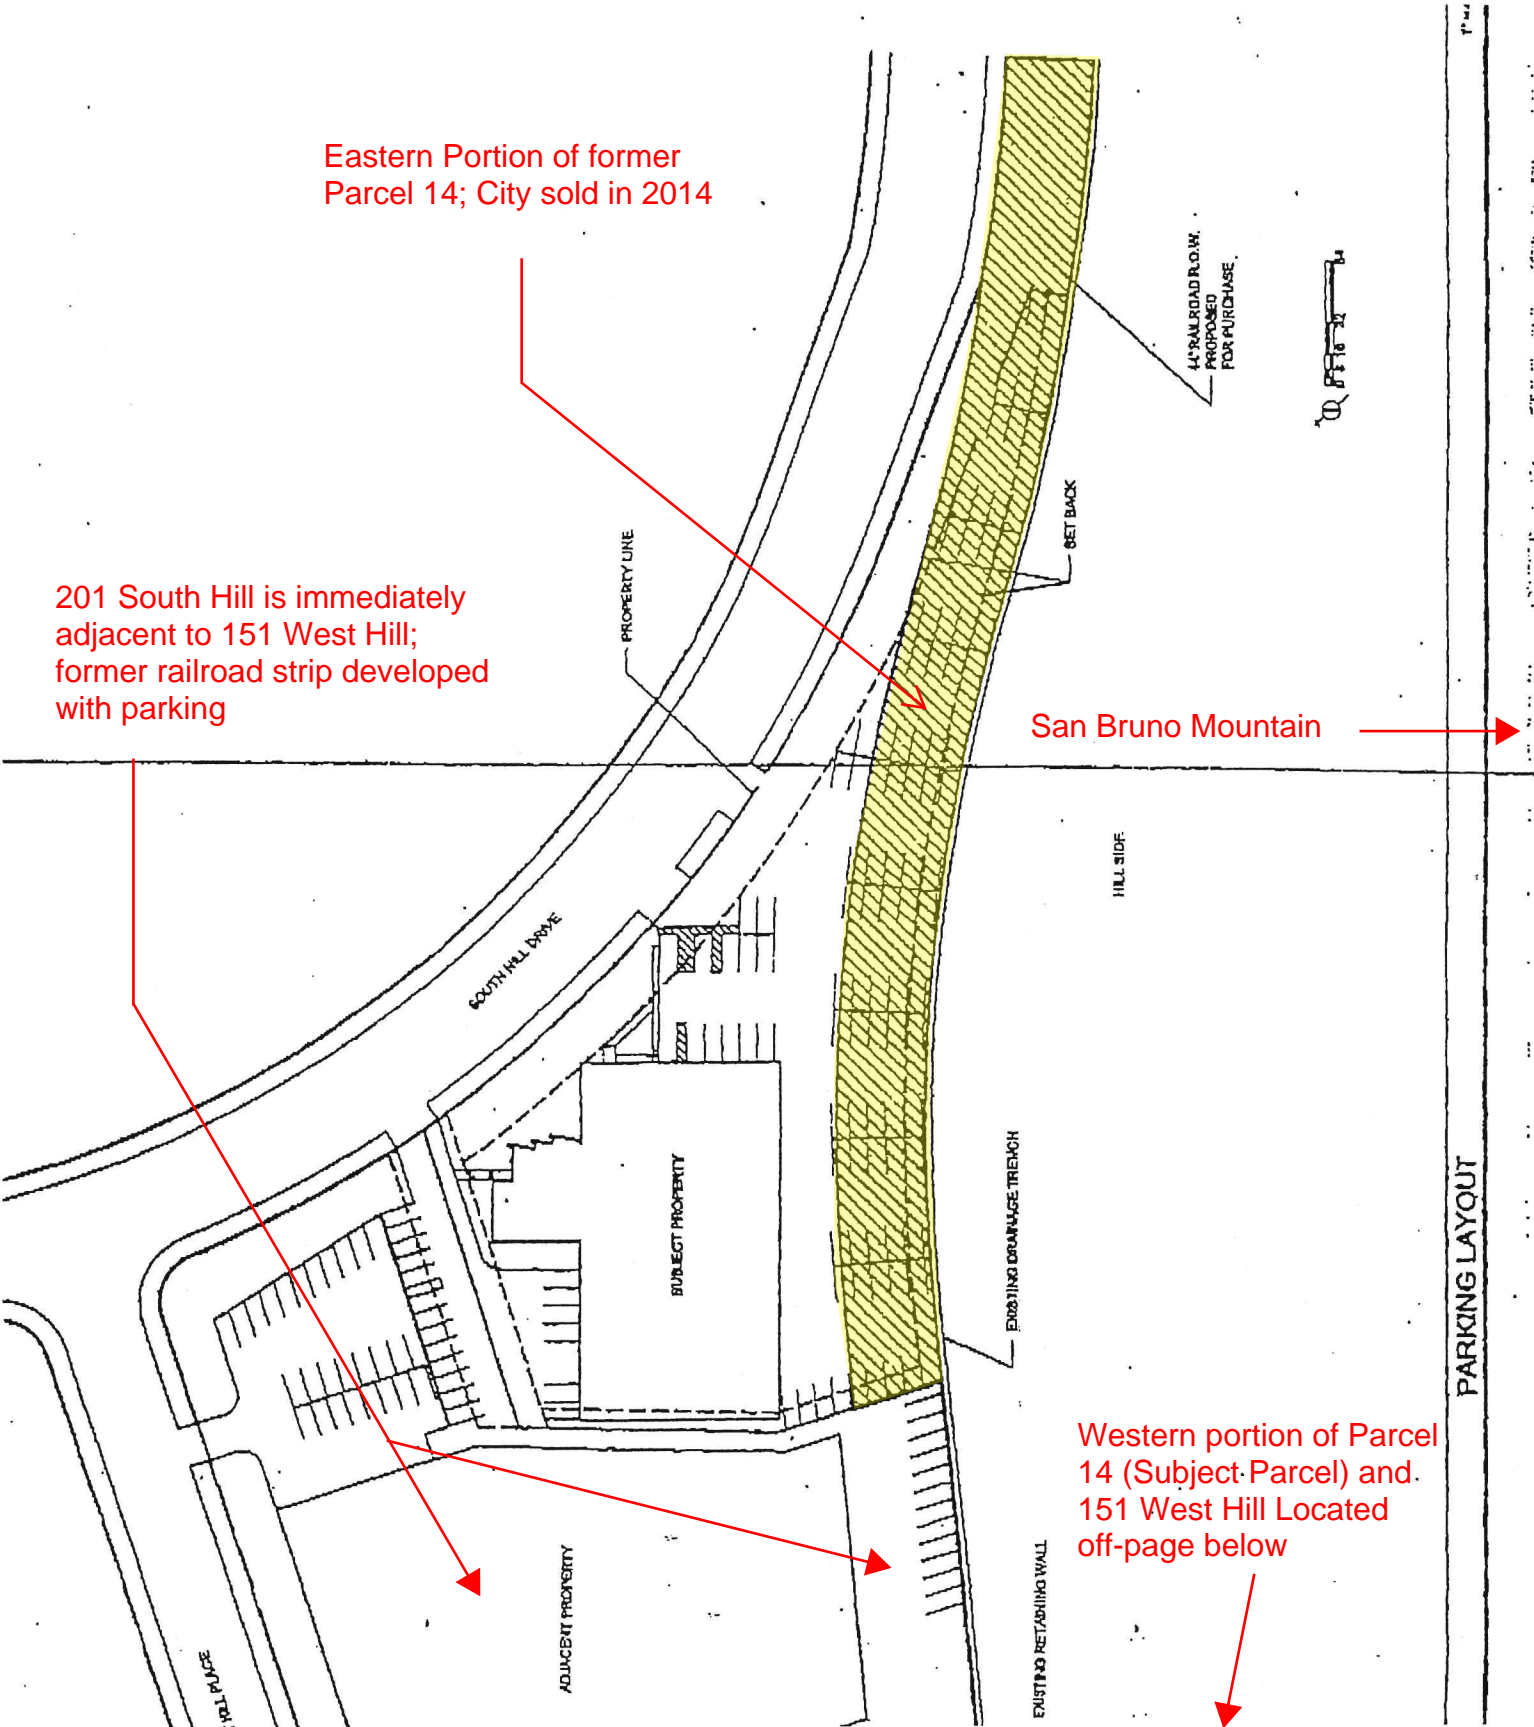 Eastern Portion of former
Parcel 14; City sold in 2014
201 South Hill is immediately
adjacent to 151 West Hill;
former railroad strip developed
with parking
San Bruno Mountain
Western portion of Parcel
14 (Subject Parcel) and
151 West Hill Located
off-page below
PROPERTY LINE
SOUTH HILL DRIVE
SUBJECT PROPERTY
ADJACENT PROPERTY
PLACE
RAILROAD R.O.W.
PROPOSED
FOR PURCHASE
SET BACK
HILL SIDE
EXISTING DRAINAGE TRENCH
EXISTING RETAINING WALL
PARKING LAYOUT